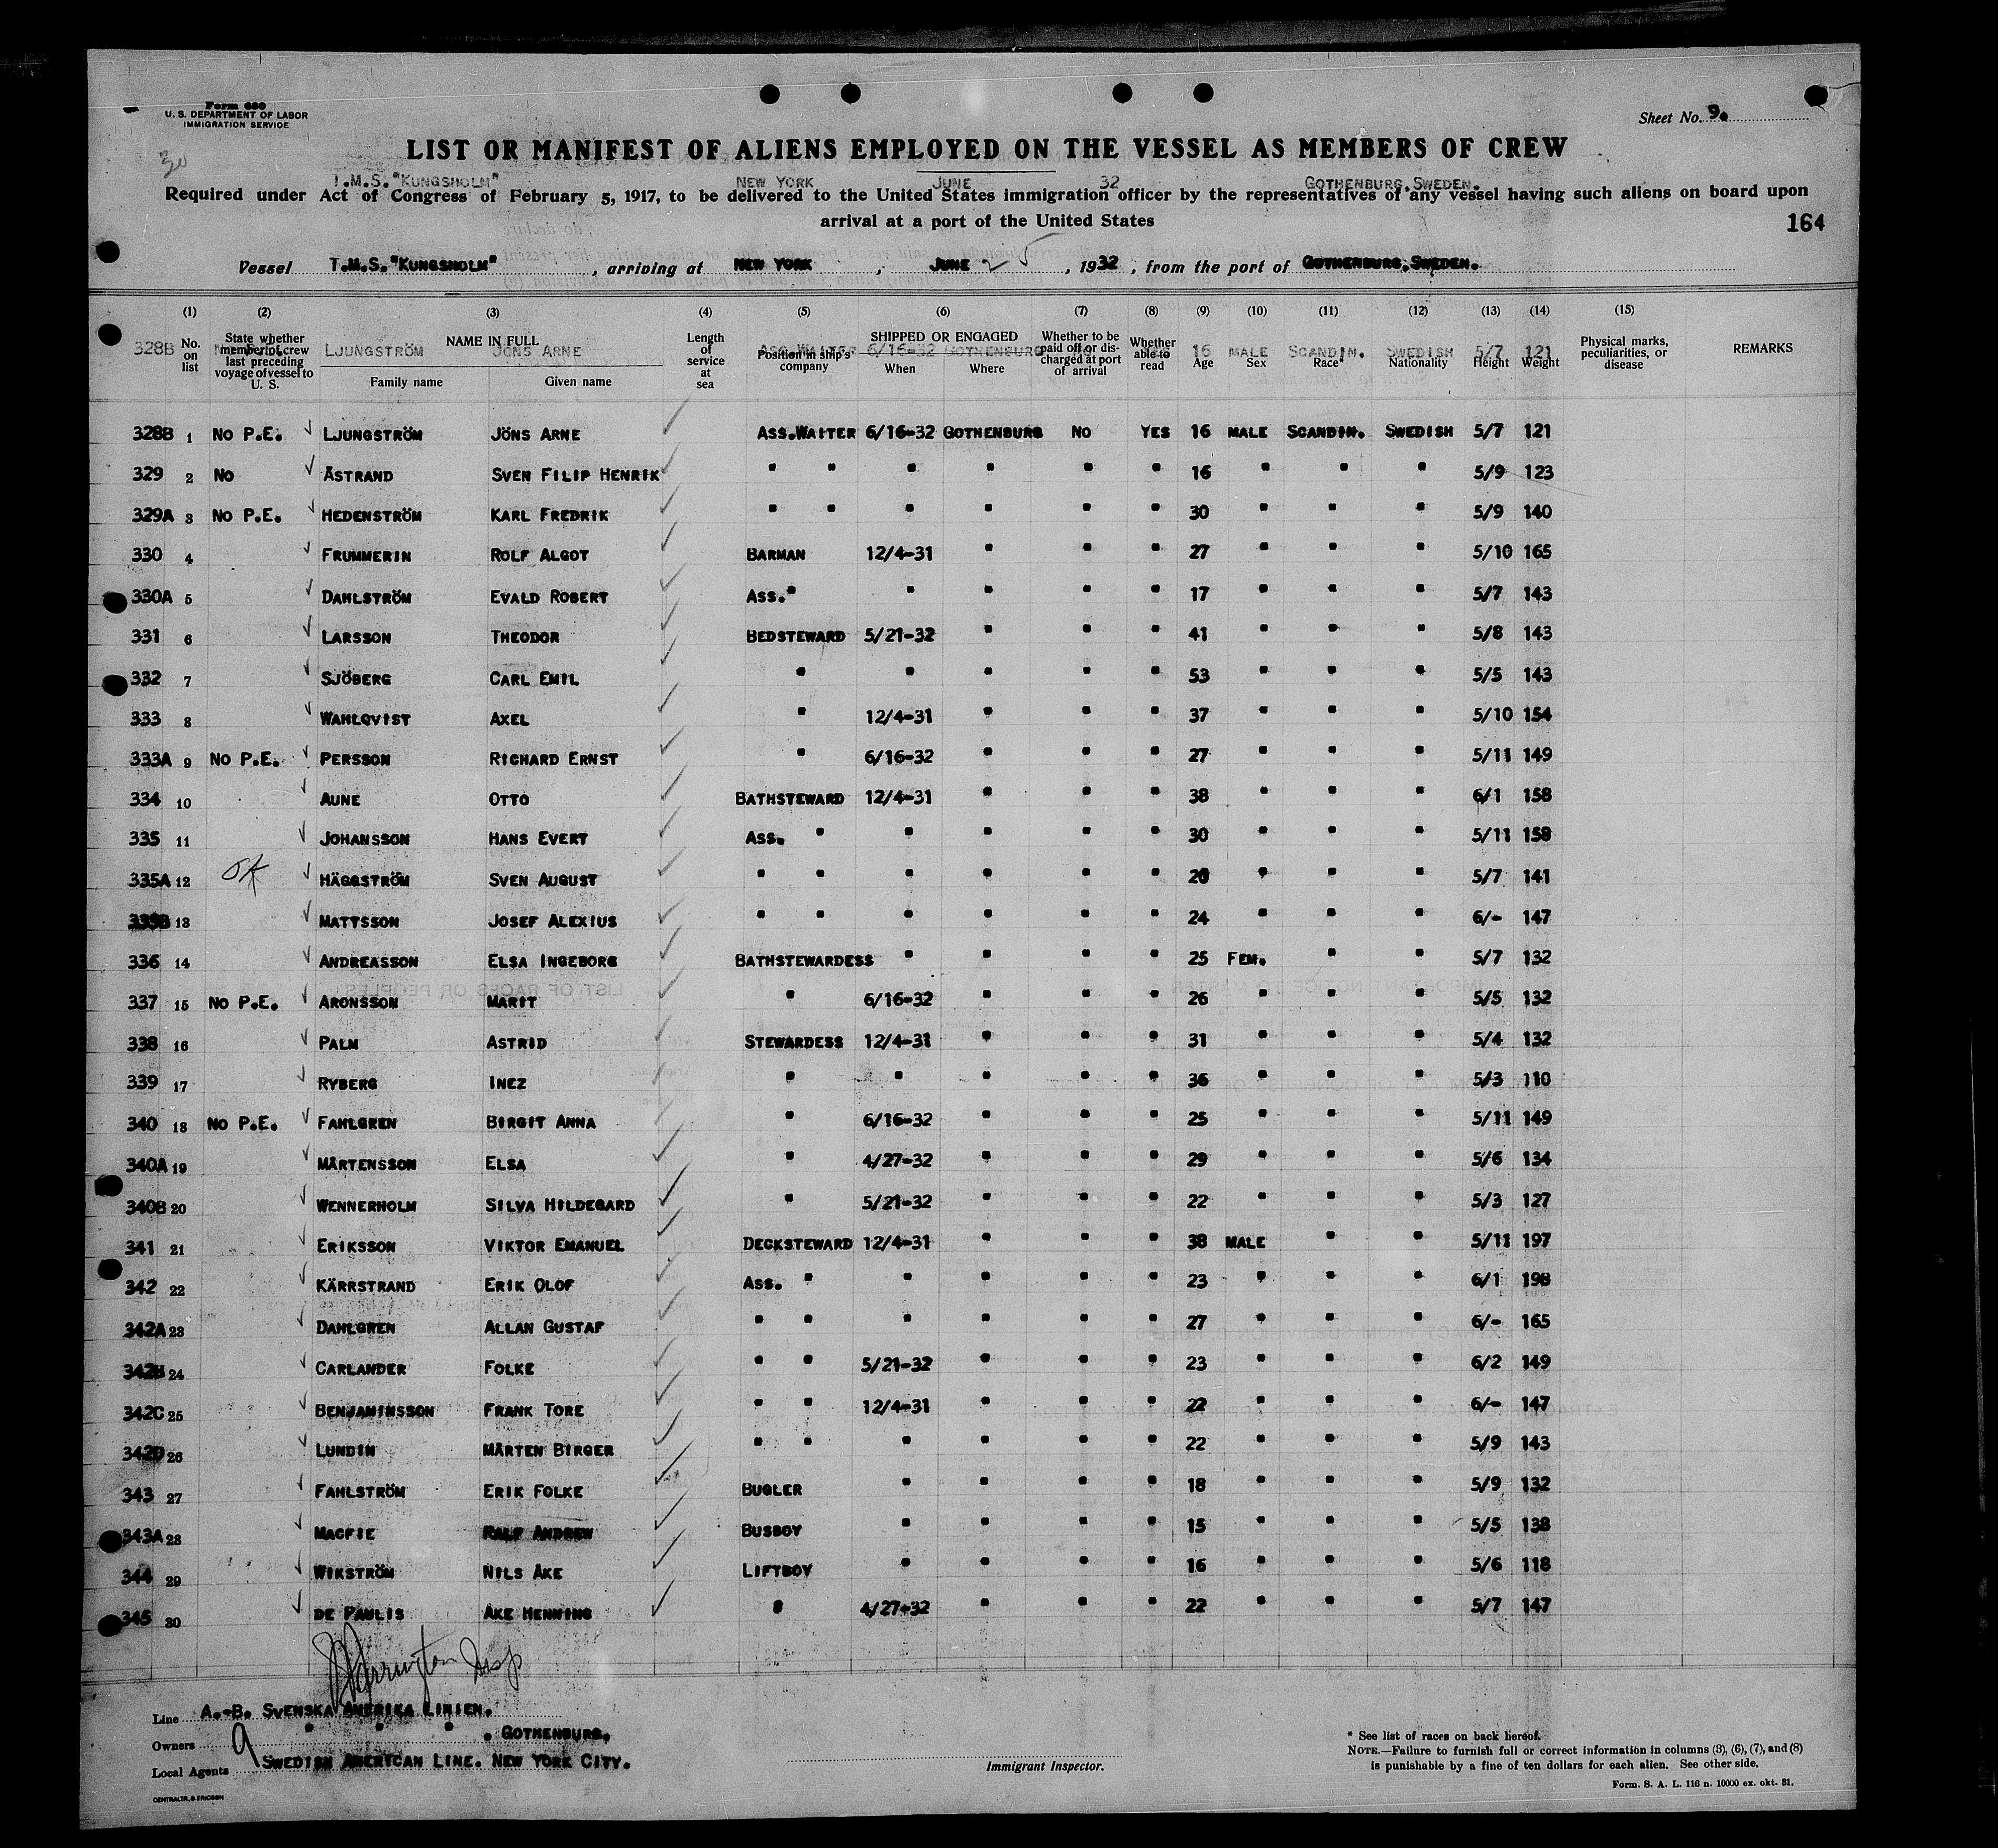 Form 680
U. S. DEPARTMENT OF LABOR
IMMIGRATION SERVICE
Sheet No. 9.
LIST OR MANIFEST OF ALIENS EMPLOYED ON THE VESSEL AS MEMBERS OF CREW
T.M.S. "KUNGSHOLM" NEW YORK JUNE 32 GOTHENBURG.SWEDEN.
Required under Act of Congress of February 5, 1917, to be delivered to the United States immigration officer by the representatives of any vessel having such aliens on board upon
arrival at a port of the United States
164
Vessel T.M.S. "KUNGSHOLM" , arriving at NEW YORK , JUNE 25 , 1932 , from the port of GOTHENBURG.SWEDEN.
(1) (2) (3) (4) (5) (6) (7) (8) (9) (10) (11) (12) (13) (14) (15)
No. on list | State whether member of crew last preceding voyage of vessel to U. S. | NAME IN FULL | Length of service at sea | Position in ship's company | SHIPPED OR ENGAGED | Whether to be paid off or discharged at port of arrival | Whether able to read | Age | Sex | Race* | Nationality | Height | Weight | Physical marks, peculiarities, or disease | REMARKS
Family name | Given name | When | Where
328B LJUNGSTRÖM JÖNS ARNE ASS.WAITER 6/16-32 GOTHENBURG 16 MALE SCANDIN. SWEDISH 5/7 121
328B 1 NO P.E. LJUNGSTRÖM JÖNS ARNE ASS.WAITER 6/16-32 GOTHENBURG NO YES 16 MALE SCANDIN. SWEDISH 5/7 121
329 2 NO ÅSTRAND SVEN FILIP HENRIK " " " " " " 16 " " " 5/9 123
329A 3 NO P.E. HEDENSTRÖM KARL FREDRIK " " " " " " 30 " " " 5/9 140
330 4 FRUMMERIN ROLF ALGOT BARMAN 12/4-31 " " " 27 " " " 5/10 165
330A 5 DAHLSTRÖM EVALD ROBERT ASS." " " " " 17 " " " 5/7 143
331 6 LARSSON THEODOR BEDSTEWARD 5/21-32 " " " 41 " " " 5/8 143
332 7 SJÖBERG CARL EMIL " " " " " 53 " " " 5/5 143
333 8 WAHLQVIST AXEL " 12/4-31 " " " 37 " " " 5/10 154
333A 9 NO P.E. PERSSON RICHARD ERNST " 6/16-32 " " " 27 " " " 5/11 149
334 10 AUNE OTTO BATHSTEWARD 12/4-31 " " " 38 " " " 6/1 158
335 11 JOHANSSON HANS EVERT ASS. " " " " " 30 " " " 5/11 158
335A 12 OK HÄGGSTRÖM SVEN AUGUST " " " " " " 20 " " " 5/7 141
335B 13 MATTSSON JOSEF ALEXIUS " " " " " " 24 " " " 6/- 147
336 14 ANDREASSON ELSA INGEBORG BATHSTEWARDESS " " " " 25 FEM. " " 5/7 132
337 15 NO P.E. ARONSSON MARIT " 6/16-32 " " " 26 " " " 5/5 132
338 16 PALM ASTRID STEWARDESS 12/4-31 " " " 31 " " " 5/4 132
339 17 RYBERG INEZ " " " " " 36 " " " 5/3 110
340 18 NO P.E. FAHLGREN BIRGIT ANNA " 6/16-32 " " " 25 " " " 5/11 149
340A 19 MÅRTENSSON ELSA " 4/27-32 " " " 29 " " " 5/6 134
340B 20 WENNERHOLM SILVA HILDEGARD " 5/21-32 " " " 22 " " " 5/3 127
341 21 ERIKSSON VIKTOR EMANUEL DECKSTEWARD 12/4-31 " " " 38 MALE " " 5/11 197
342 22 KÄRRSTRAND ERIK OLOF ASS. " " " " " 23 " " " 6/1 198
342A 23 DAHLGREN ALLAN GUSTAF " " " " " " 27 " " " 6/- 165
342B 24 CARLANDER FOLKE " " 5/21-32 " " " 23 " " " 6/2 149
342C 25 BENJAMINSSON FRANK TORE " " 12/4-31 " " " 22 " " " 6/- 147
342D 26 LUNDIN MÅRTEN BIRGER " " " " " " 22 " " " 5/9 143
343 27 FAHLSTRÖM ERIK FOLKE BUGLER " " " " 18 " " " 5/9 132
343A 28 MACFIE RALF ANDREW BUSBOY " " " " 15 " " " 5/5 138
344 29 WIKSTRÖM NILS ÅKE LIFTBOY " " " " 16 " " " 5/6 118
345 30 DE PAULIS ÅKE HENNING " 4/27-32 " " " 22 " " " 5/7 147
Line A.-B. SVENSKA AMERIKA LINIEN.
Owners " " " . GOTHENBURG.
9
Local Agents SWEDISH AMERICAN LINE. NEW YORK CITY.
Immigrant Inspector.
* See list of races on back hereof.
NOTE.—Failure to furnish full or correct information in columns (3), (6), (7), and (8)
is punishable by a fine of ten dollars for each alien. See other side.
Form. S. A. L. 116 n. 10000 ex. okt. 31.
CENTRALTR. G. ERICSON